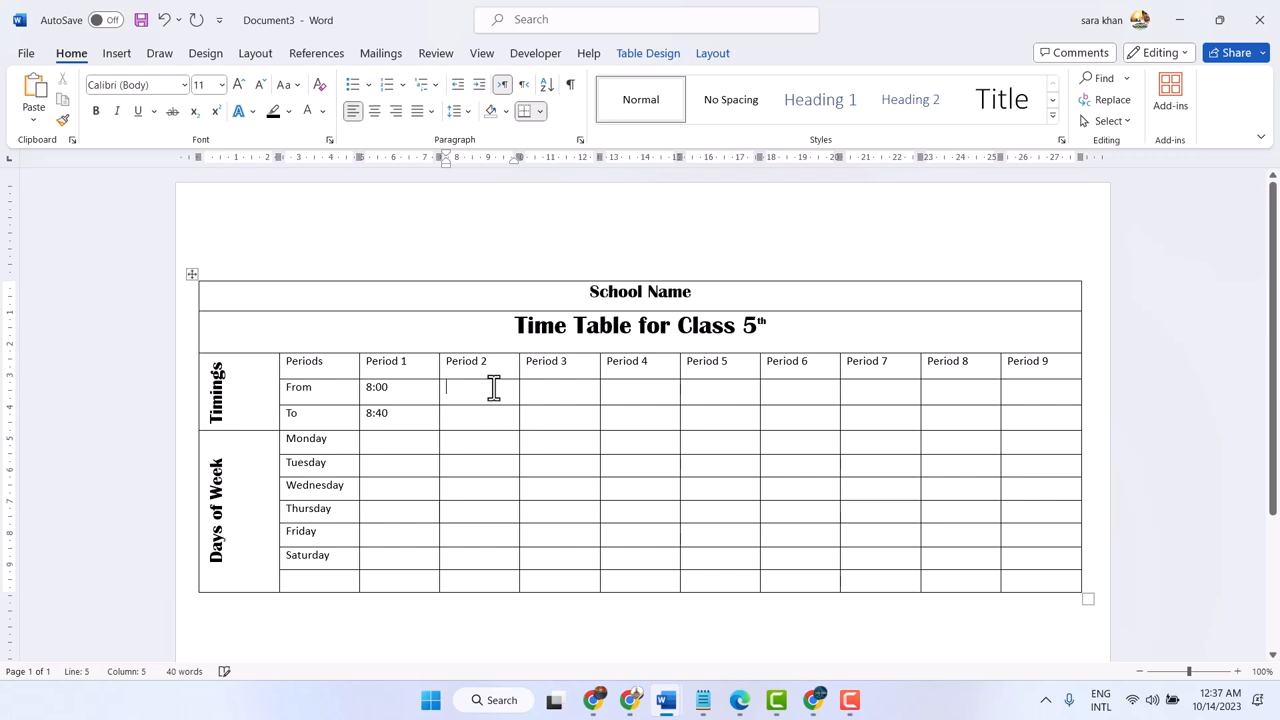 AutoSave Off Document3 - Word Search sara khan
File Home Insert Draw Design Layout References Mailings Review View Developer Help Table Design Layout Comments Editing Share
Paste Calibri (Body) 11 Normal No Spacing Heading 1 Heading 2 Title Find Replace Select Add-ins
Clipboard Font Paragraph Styles Editing Add-ins
School Name
Time Table for Class 5th
Timings
Periods Period 1 Period 2 Period 3 Period 4 Period 5 Period 6 Period 7 Period 8 Period 9
From 8:00
To 8:40
Days of Week
Monday
Tuesday
Wednesday
Thursday
Friday
Saturday
Page 1 of 1 Line: 5 Column: 5 40 words 100%
Search ENG INTL 12:37 AM 10/14/2023